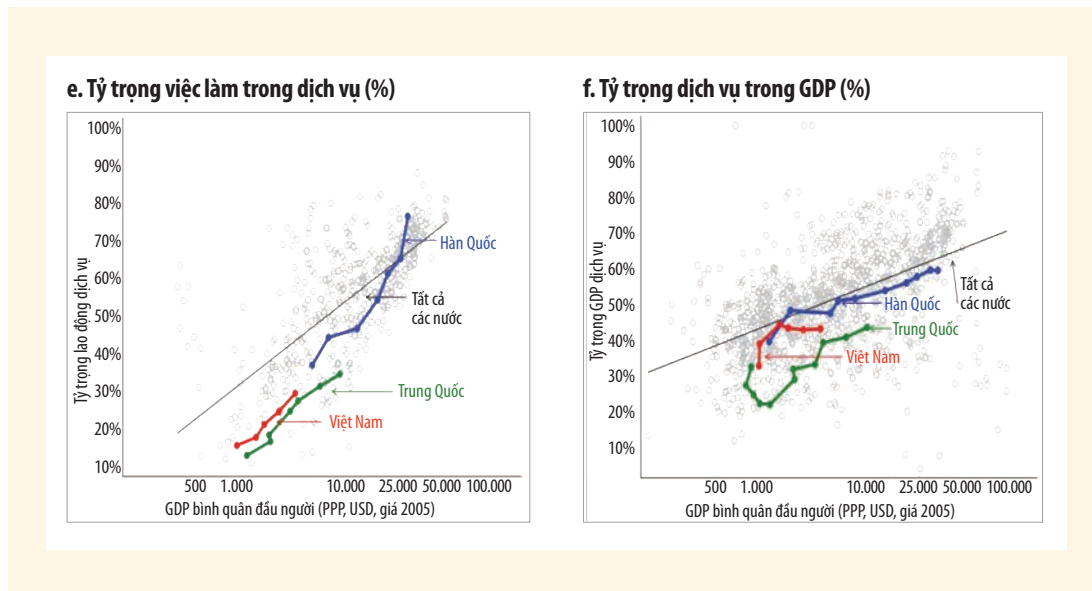 e. Tỷ trọng việc làm trong dịch vụ (%)
Tỷ trọng lao động dịch vụ
100%
90%
80%
70%
60%
50%
40%
30%
20%
10%
Hàn Quốc
Tất cả
các nước
Trung Quốc
Việt Nam
500 1.000 10.000 25.000 50.000 100.000
GDP bình quân đầu người (PPP, USD, giá 2005)
f. Tỷ trọng dịch vụ trong GDP (%)
Tỷ trong GDP dich vụ
100%
90%
80%
70%
60%
50%
40%
30%
20%
10%
Tất cả
các nước
Hàn Quốc
Trung Quốc
Việt Nam
500 1.000 10.000 25.000 50.000 100.000
GDP bình quân đầu người (PPP, USD, giá 2005)